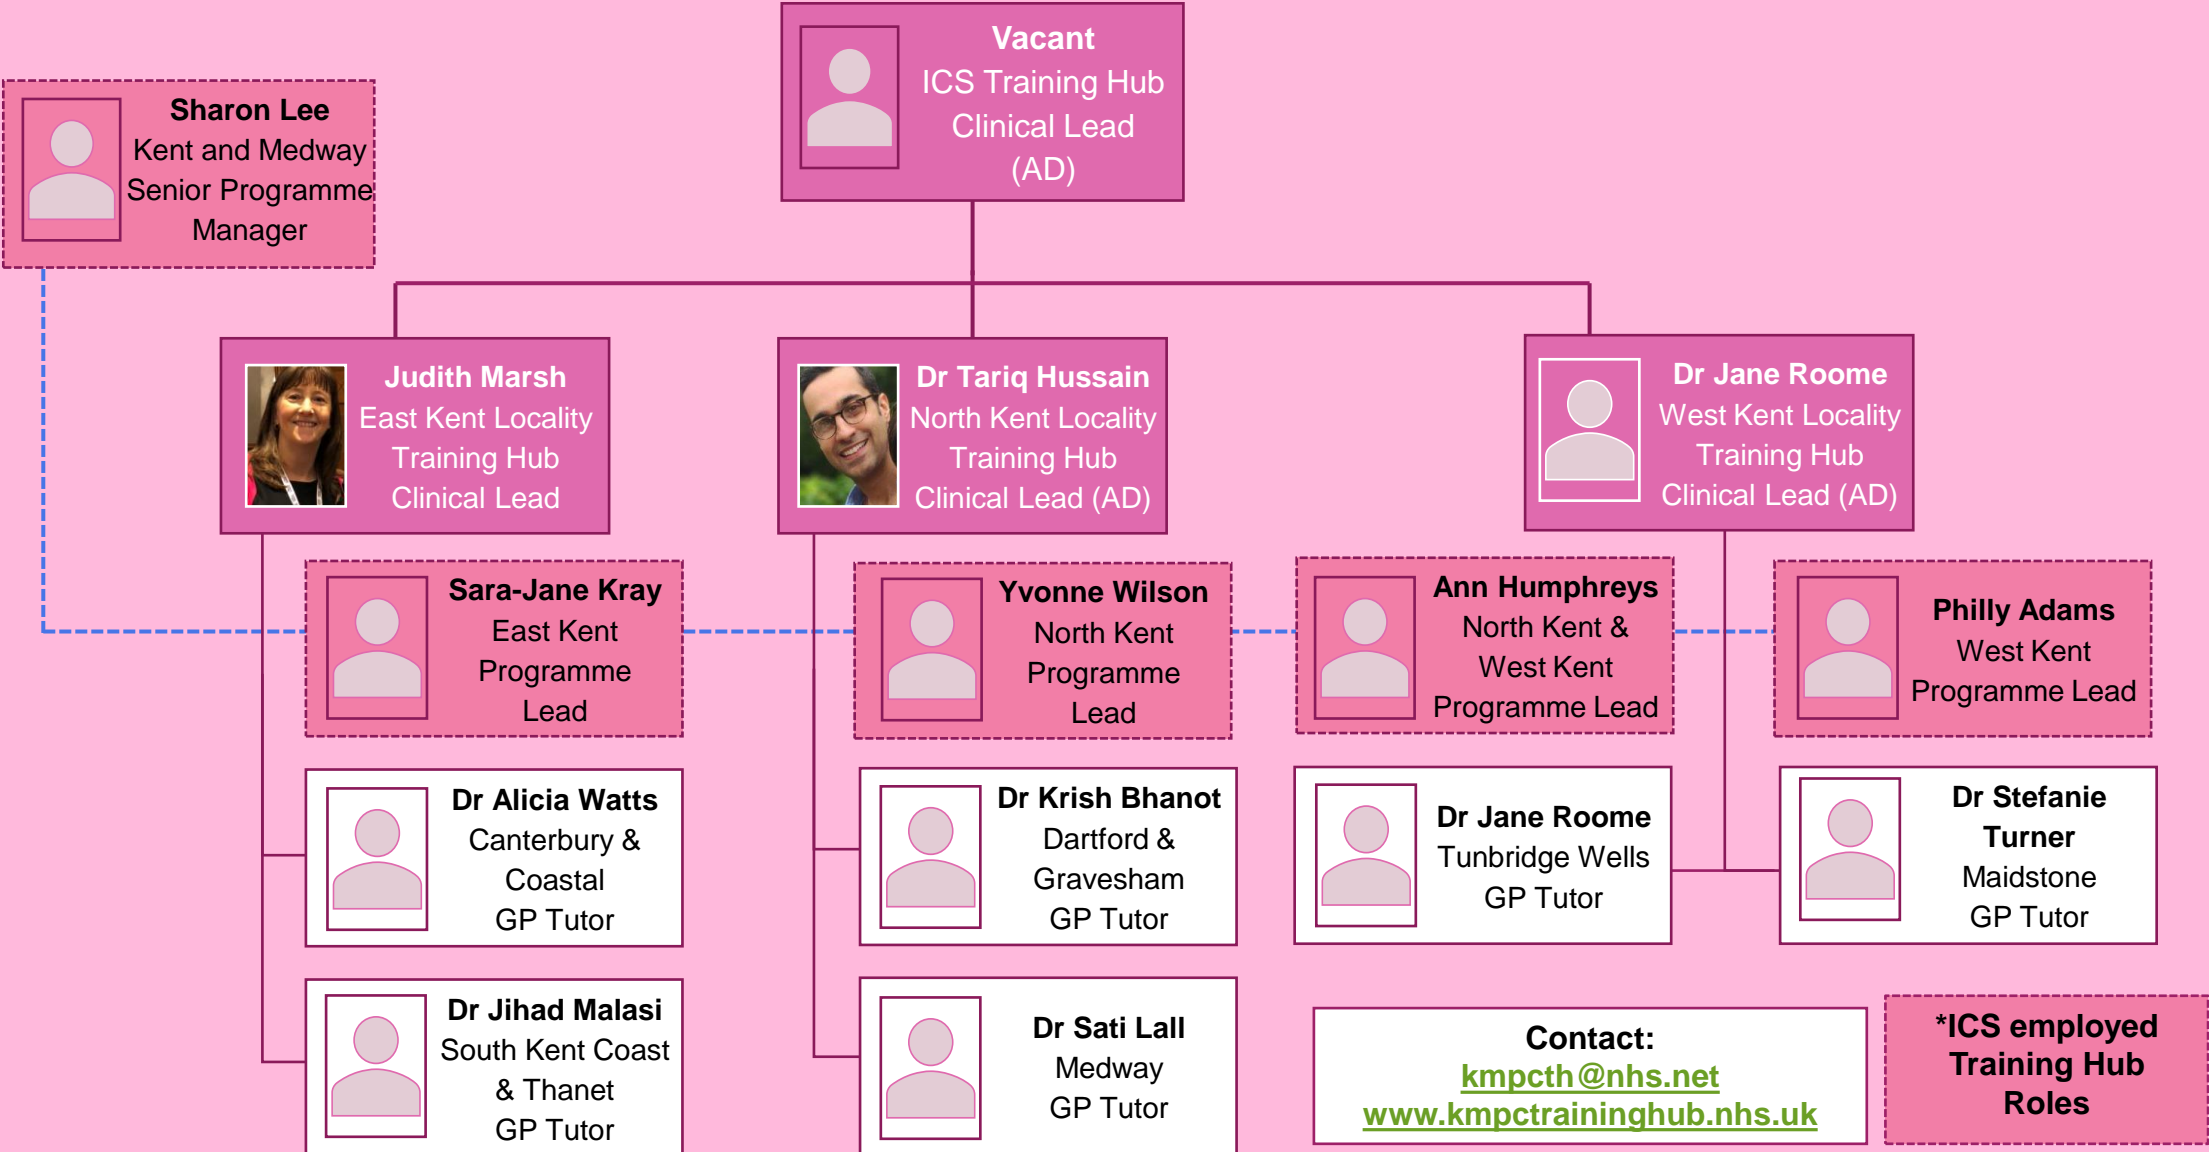 Vacant
ICS Training Hub
Clinical Lead
(AD)
Sharon Lee
Kent and Medway
Senior Programme
Manager
Judith Marsh
East Kent Locality
Training Hub
Clinical Lead
Dr Tariq Hussain
North Kent Locality
Training Hub
Clinical Lead (AD)
Dr Jane Roome
West Kent Locality
Training Hub
Clinical Lead (AD)
Sara-Jane Kray
East Kent
Programme
Lead
Yvonne Wilson
North Kent
Programme
Lead
Ann Humphreys
North Kent &
West Kent
Programme Lead
Philly Adams
West Kent
Programme Lead
Dr Alicia Watts
Canterbury &
Coastal
GP Tutor
Dr Krish Bhanot
Dartford &
Gravesham
GP Tutor
Dr Jane Roome
Tunbridge Wells
GP Tutor
Dr Stefanie
Turner
Maidstone
GP Tutor
Dr Jihad Malasi
South Kent Coast
& Thanet
GP Tutor
Dr Sati Lall
Medway
GP Tutor
Contact:
kmpcth@nhs.net
www.kmpctraininghub.nhs.uk
*ICS employed
Training Hub
Roles